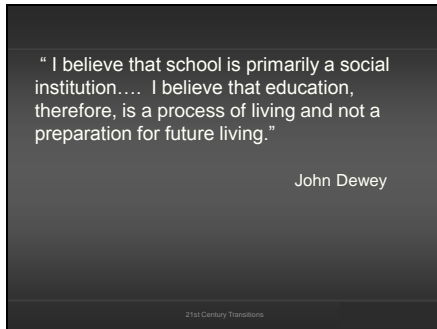 “ I believe that school is primarily a social
institution…. I believe that education,
therefore, is a process of living and not a
preparation for future living.”
John Dewey
21st Century Transitions